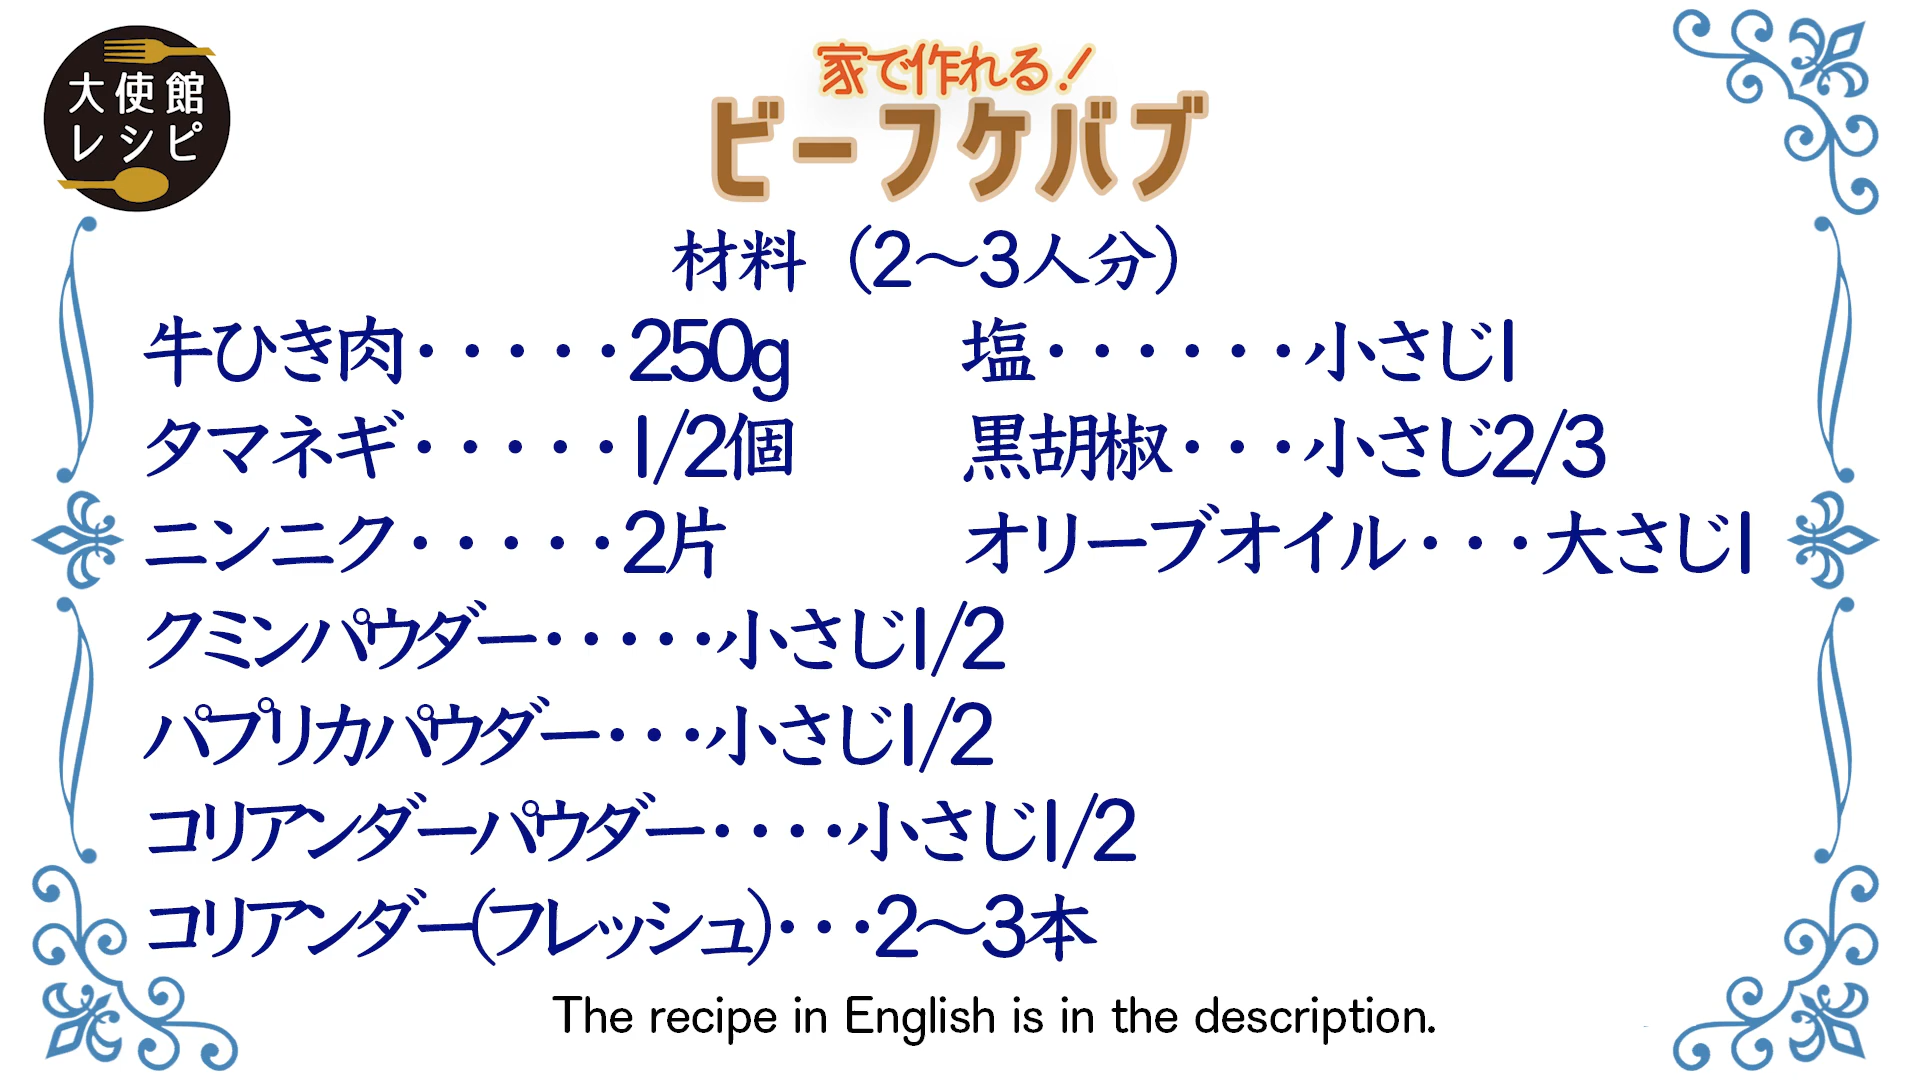 大使館
レシピ
家で作れる！
ビーフケバブ
材料（2〜3人分）
牛ひき肉・・・・・250g
タマネギ・・・・・1/2個
ニンニク・・・・・2片
塩・・・・・・小さじ1
黒胡椒・・・小さじ2/3
オリーブオイル・・・大さじ1
クミンパウダー・・・・・小さじ1/2
パプリカパウダー・・・小さじ1/2
コリアンダーパウダー・・・・小さじ1/2
コリアンダー(フレッシュ)・・・2〜3本
The recipe in English is in the description.